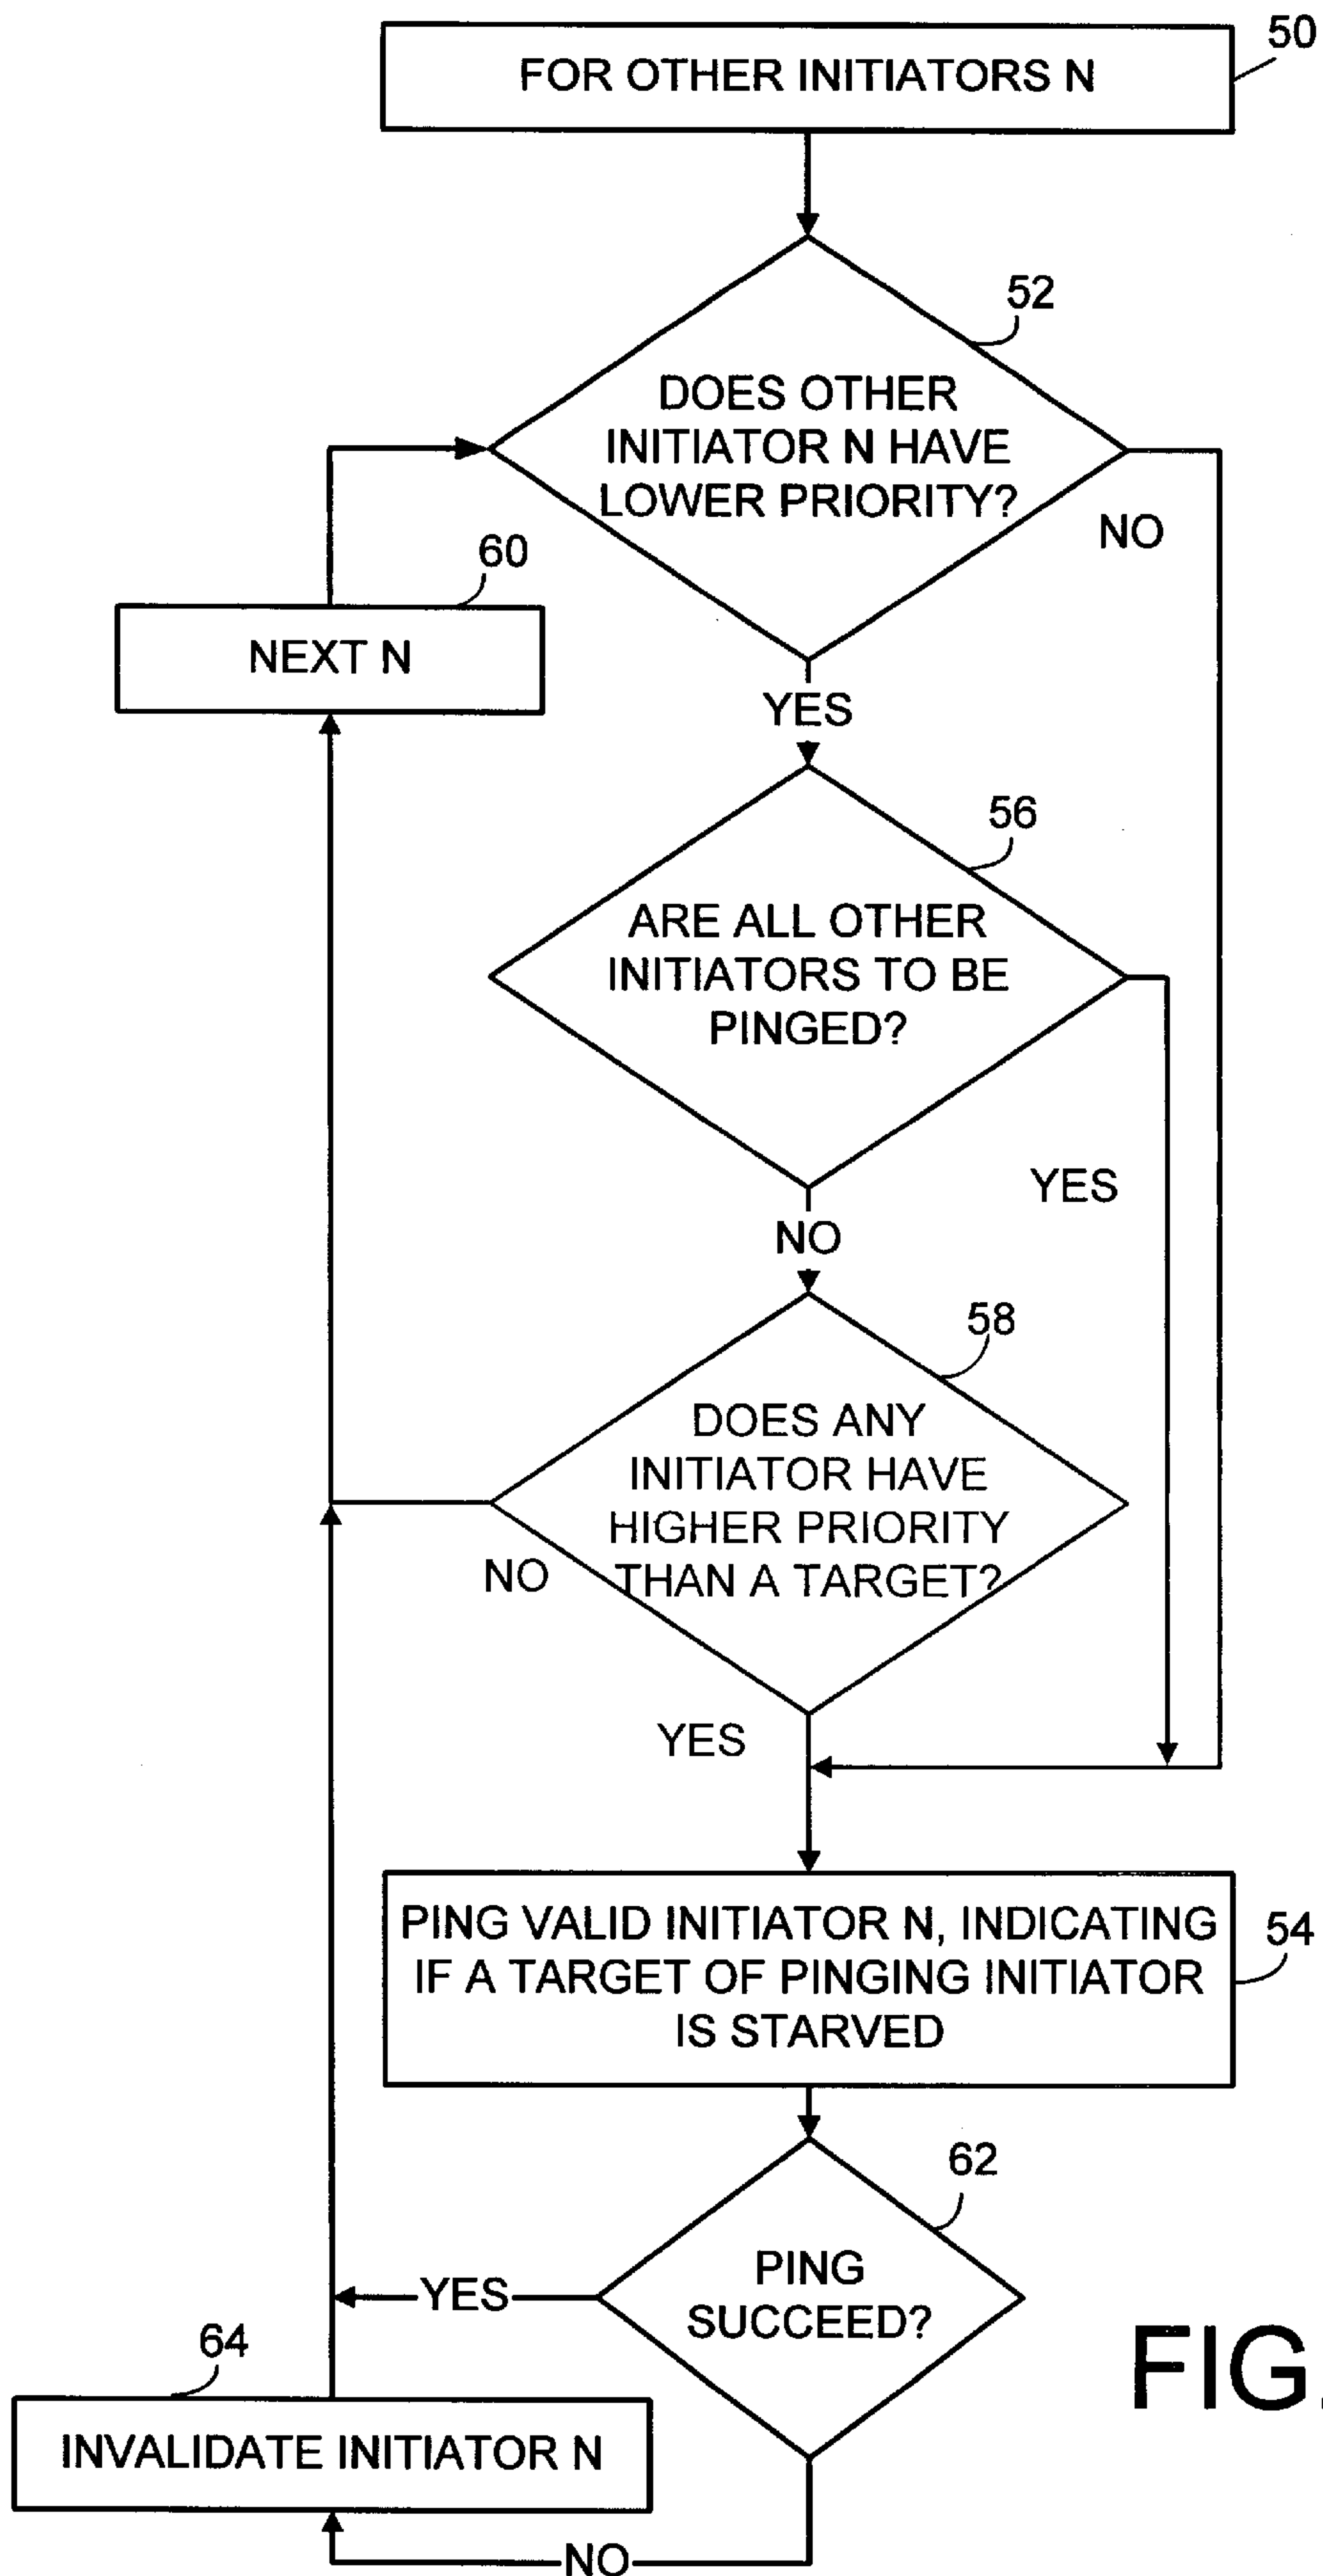 50
FOR OTHER INITIATORS N
52
DOES OTHER
INITIATOR N HAVE
LOWER PRIORITY?
NO
60
NEXT N
YES
56
ARE ALL OTHER
INITIATORS TO BE
PINGED?
YES
NO
58
DOES ANY
INITIATOR HAVE
HIGHER PRIORITY
THAN A TARGET?
NO
YES
PING VALID INITIATOR N, INDICATING
IF A TARGET OF PINGING INITIATOR
IS STARVED
54
62
PING
SUCCEED?
YES
64
INVALIDATE INITIATOR N
NO
FIG.